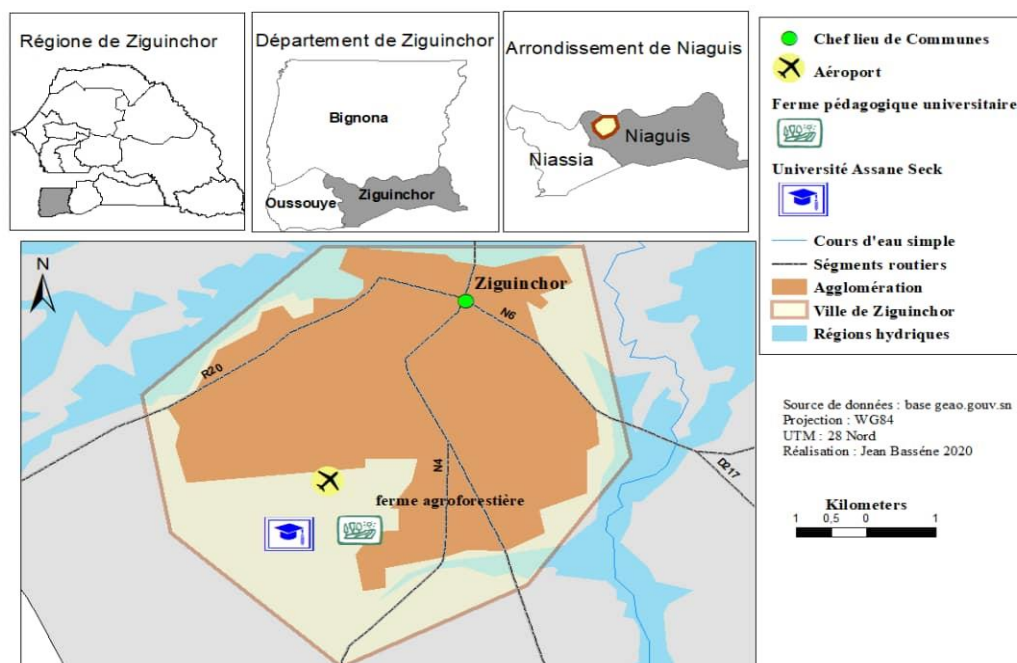 Régione de Ziguinchor
Département de Ziguinchor
Bignona
Oussouye
Ziguinchor
Arrondissement de Niaguis
Niassia
Niaguis
Chef lieu de Communes
Aéroport
Ferme pédagogique universitaire
Université Assane Seck
Cours d'eau simple
Ségments routiers
Agglomération
Ville de Ziguinchor
Régions hydriques
N
Ziguinchor
N6
R20
N4
D217
ferme agroforestière
Source de données : base geao.gouv.sn
Projection : WG84
UTM : 28 Nord
Réalisation : Jean Basséne 2020
Kilometers
1 0,5 0 1